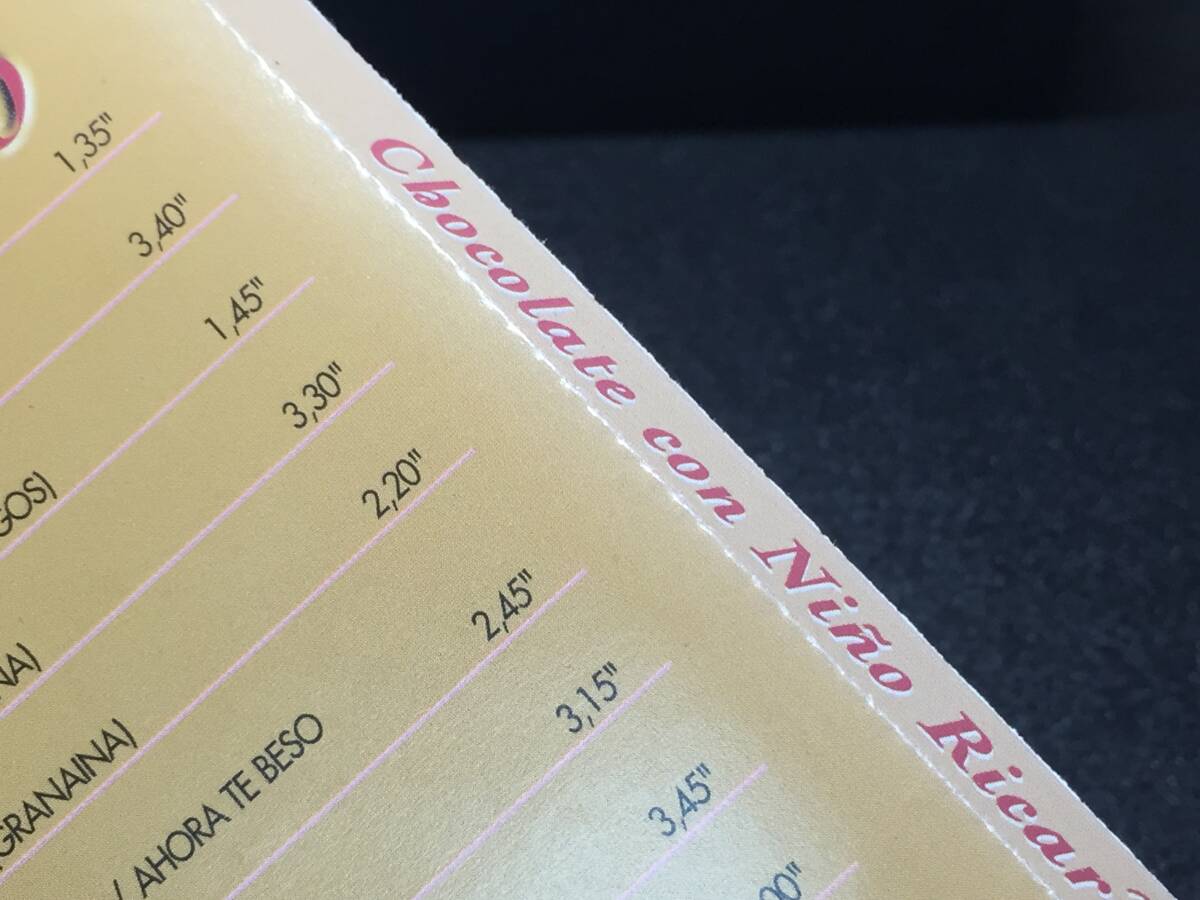 1,35"
3,40"
1,45"
GOS)
3,30"
NA)
2,20"
(GRANAINA)
2,45"
/ AHORA TE BESO
3,15"
3,45"
00"
Chocolate con Niño Ricar